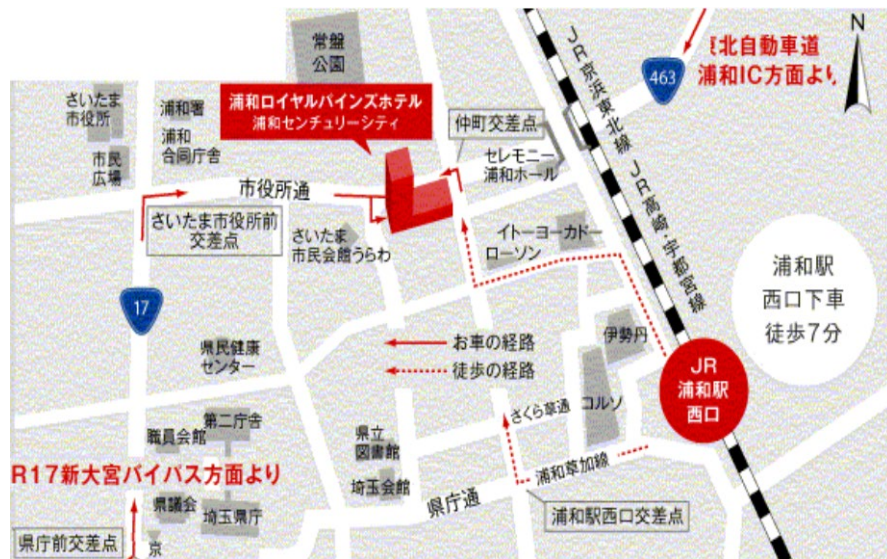 N
常盤
公園
463
東北自動車道
浦和IC方面より
JR京浜東北線
JR高崎・宇都宮線
さいたま
市役所
浦和署
浦和
合同庁舎
市民
広場
浦和ロイヤルパインズホテル
浦和センチュリーシティ
仲町交差点
セレモニー
浦和ホール
市役所通
さいたま市役所前
交差点
さいたま
市民会館うらわ
イトーヨーカドー
ローソン
浦和駅
西口下車
徒歩7分
17
県民健康
センター
お車の経路
徒歩の経路
伊勢丹
JR
浦和駅
西口
コルソ
さくら草通
第二庁舎
職員会館
県立
図書館
R17新大宮バイパス方面より
埼玉会館
浦和草加線
県庁通
県議会
埼玉県庁
浦和駅西口交差点
県庁前交差点
京